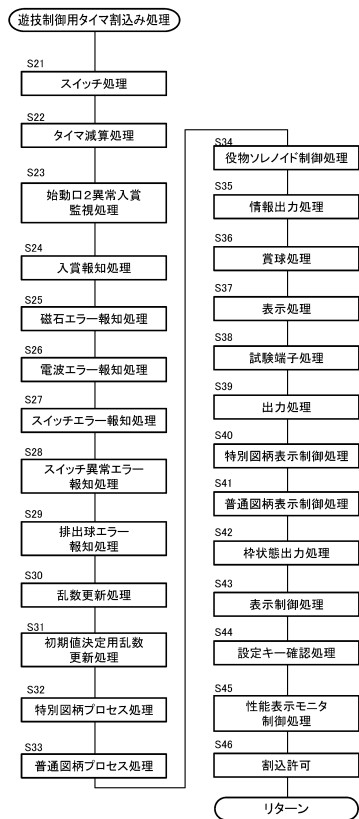 遊技制御用タイマ割込み処理
S21
スイッチ処理
S22
タイマ減算処理
S23
始動口2異常入賞
監視処理
S24
入賞報知処理
S25
磁石エラー報知処理
S26
電波エラー報知処理
S27
スイッチエラー報知処理
S28
スイッチ異常エラー
報知処理
S29
排出球エラー
報知処理
S30
乱数更新処理
S31
初期値決定用乱数
更新処理
S32
特別図柄プロセス処理
S33
普通図柄プロセス処理
S34
役物ソレノイド制御処理
S35
情報出力処理
S36
賞球処理
S37
表示処理
S38
試験端子処理
S39
出力処理
S40
特別図柄表示制御処理
S41
普通図柄表示制御処理
S42
枠状態出力処理
S43
表示制御処理
S44
設定キー確認処理
S45
性能表示モニタ
制御処理
S46
割込許可
リターン